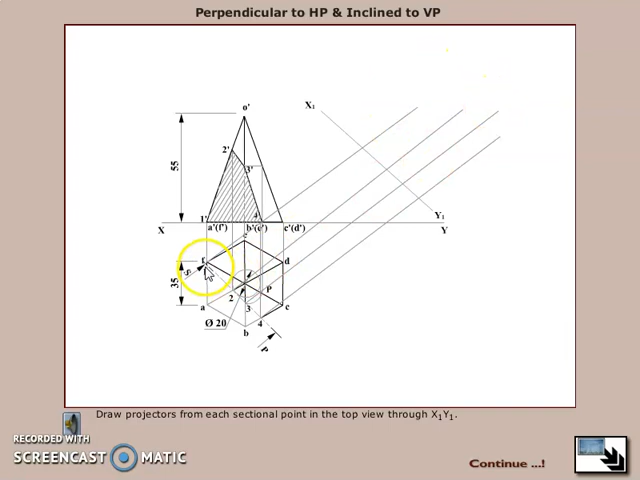 Perpendicular to HP & Inclined to VP
o'
X1
55
2'
3'
1'
4'
Y1
X
a'(f')
b'(e')
c'(d')
Y
e
f
d
35
P
2
a
3
c
Ø 20
4
b
P
Draw projectors from each sectional point in the top view through X1Y1.
RECORDED WITH
SCREENCAST MATIC
Continue ...!